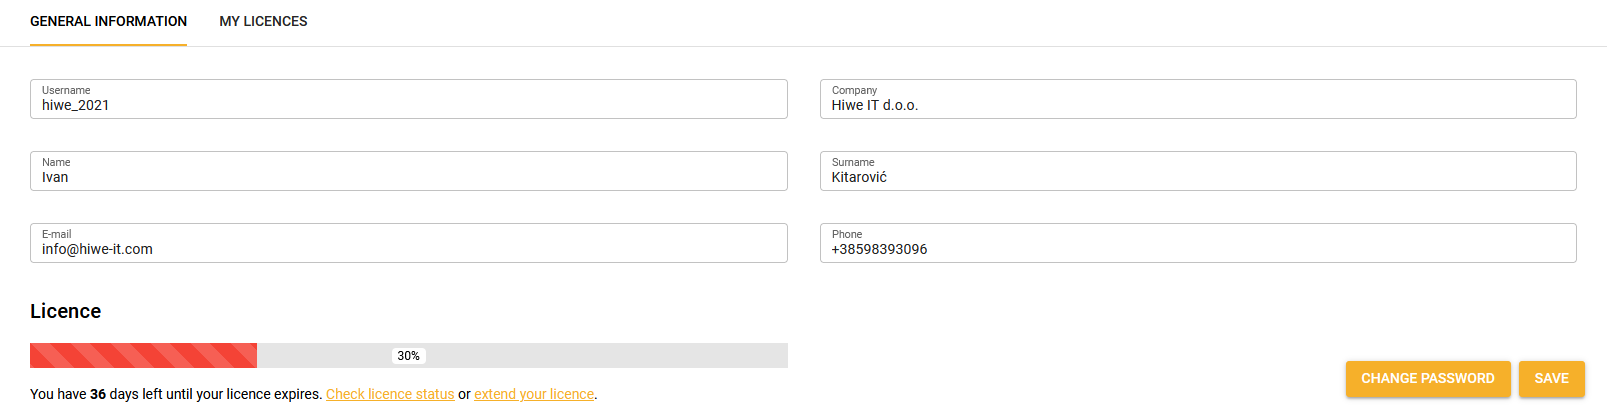 GENERAL INFORMATION MY LICENCES
Username
hiwe_2021
Company
Hiwe IT d.o.o.
Name
Ivan
Surname
Kitarović
E-mail
info@hiwe-it.com
Phone
+38598393096
Licence
30%
You have 36 days left until your licence expires. Check licence status or extend your licence.
CHANGE PASSWORD SAVE